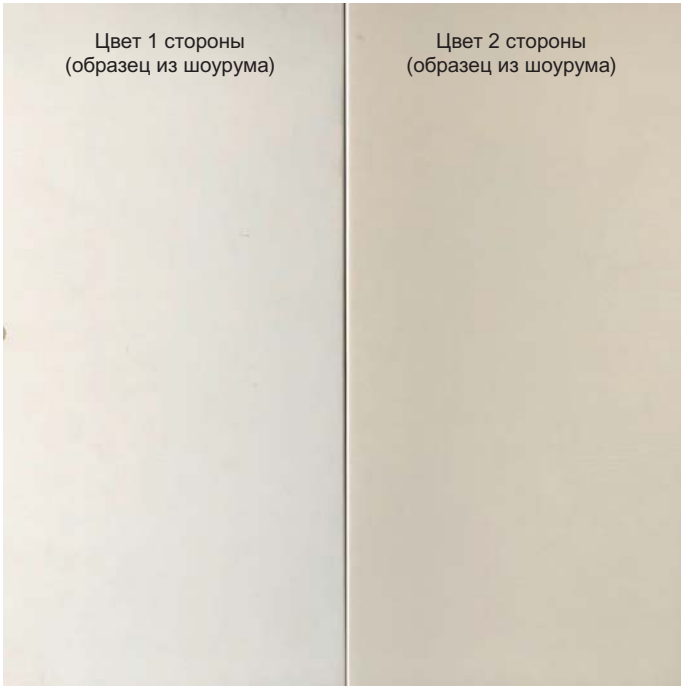 Цвет 1 стороны
(образец из шоурума)
Цвет 2 стороны
(образец из шоурума)